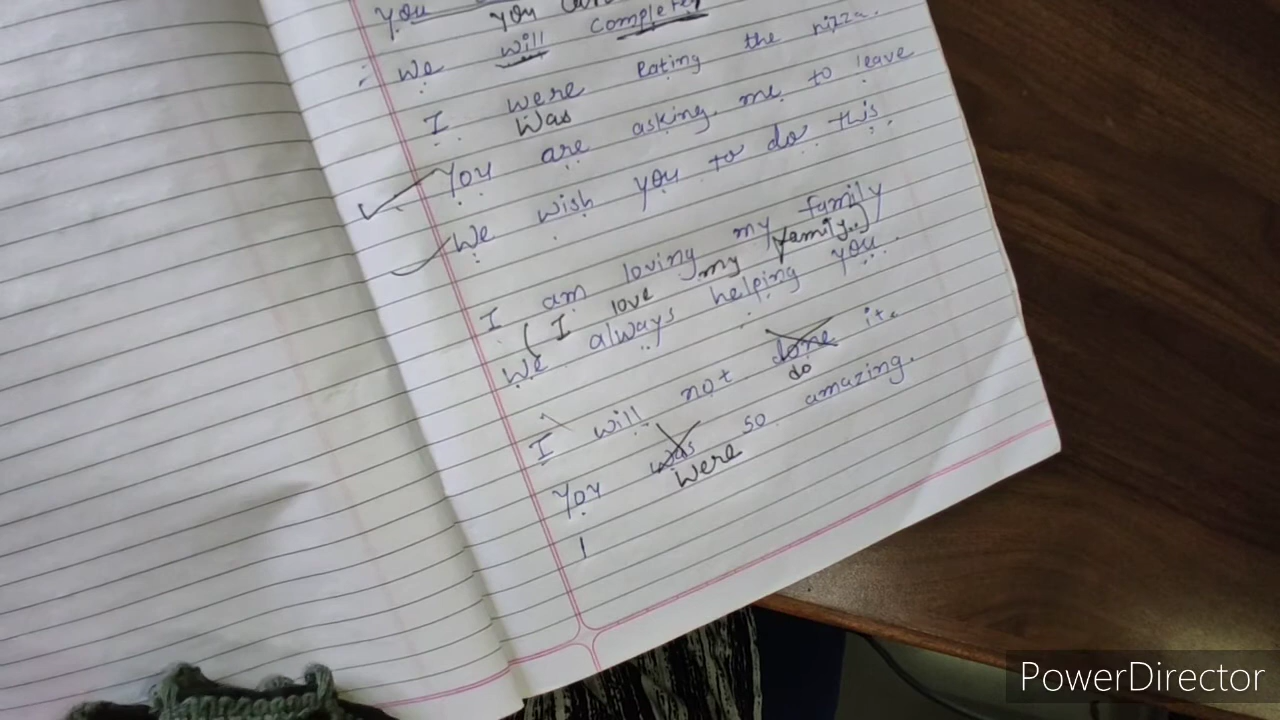 you you
We will complete
I were eating the pizza.
was
You are asking me to leave
We wish you to do this.
I am loving my family
(I love my family.)
We always helping you.
I will not done it.
do
You was so amazing.
were
PowerDirector